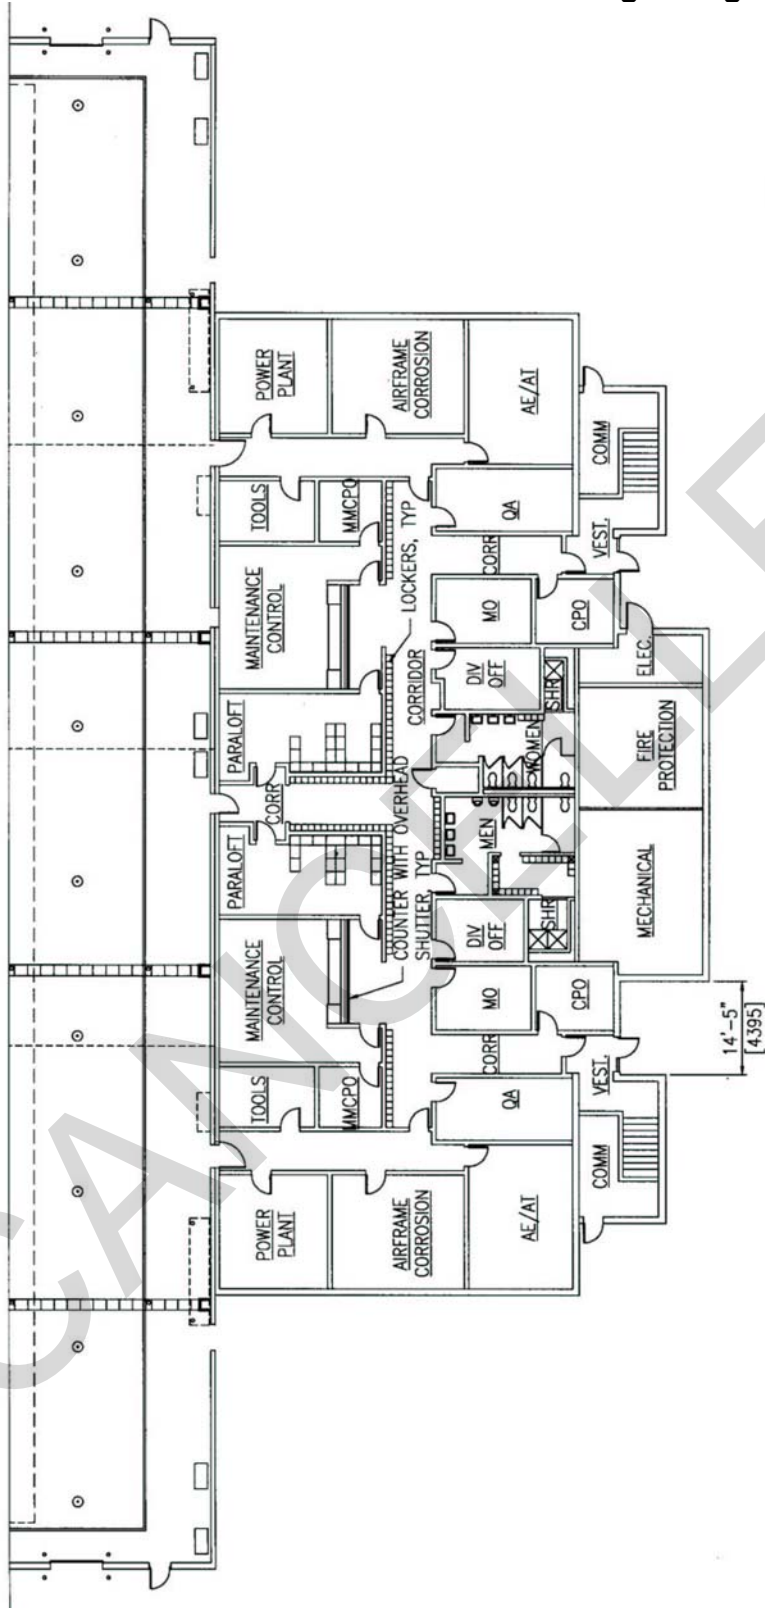 POWER
PLANT
TOOLS
MAINTENANCE
CONTROL
PARALOFT
CORR
PARALOFT
MAINTENANCE
CONTROL
TOOLS
POWER
PLANT
AIRFRAME
CORROSION
MMCPO
COUNTER WITH OVERHEAD
SHUTTER, TYP
CORRIDOR
LOCKERS, TYP
MMCPO
AIRFRAME
CORROSION
AE/AT
QA
CORR
MO
DIV
OFF
MEN
WOMEN
DIV
OFF
MO
CORR
QA
AE/AT
SHR
SHR
COMM
VEST.
CPO
MECHANICAL
FIRE
PROTECTION
ELEC.
CPO
VEST.
COMM
14'-5"
[4395]
CANCELLE